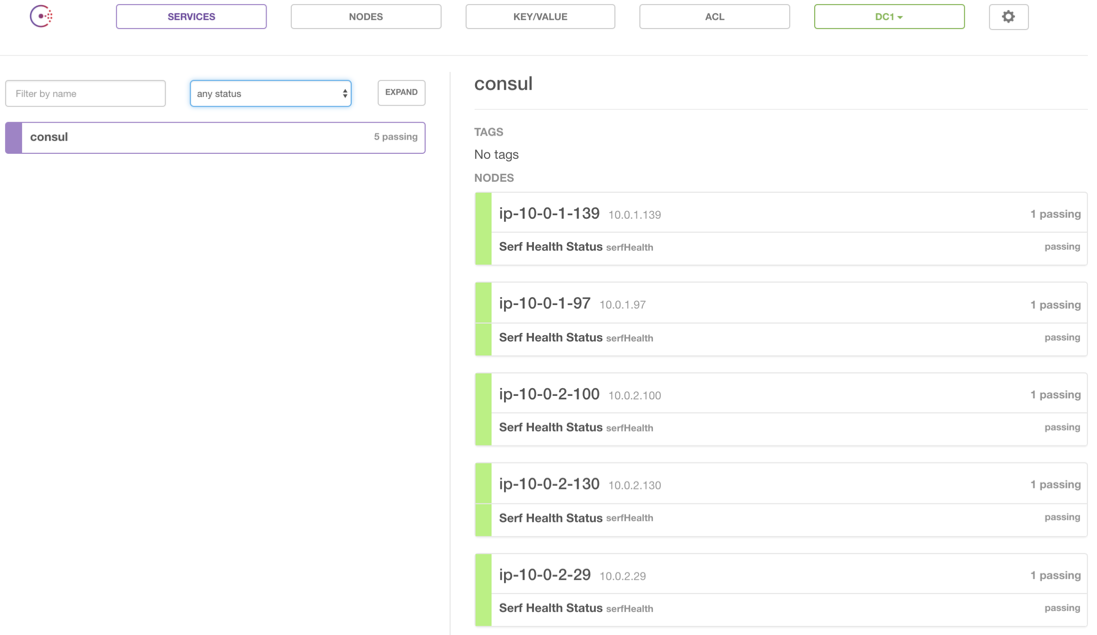 SERVICES NODES KEY/VALUE ACL DC1
Filter by name any status EXPAND
consul 5 passing
consul
TAGS
No tags
NODES
ip-10-0-1-139 10.0.1.139 1 passing
Serf Health Status serfHealth passing
ip-10-0-1-97 10.0.1.97 1 passing
Serf Health Status serfHealth passing
ip-10-0-2-100 10.0.2.100 1 passing
Serf Health Status serfHealth passing
ip-10-0-2-130 10.0.2.130 1 passing
Serf Health Status serfHealth passing
ip-10-0-2-29 10.0.2.29 1 passing
Serf Health Status serfHealth passing